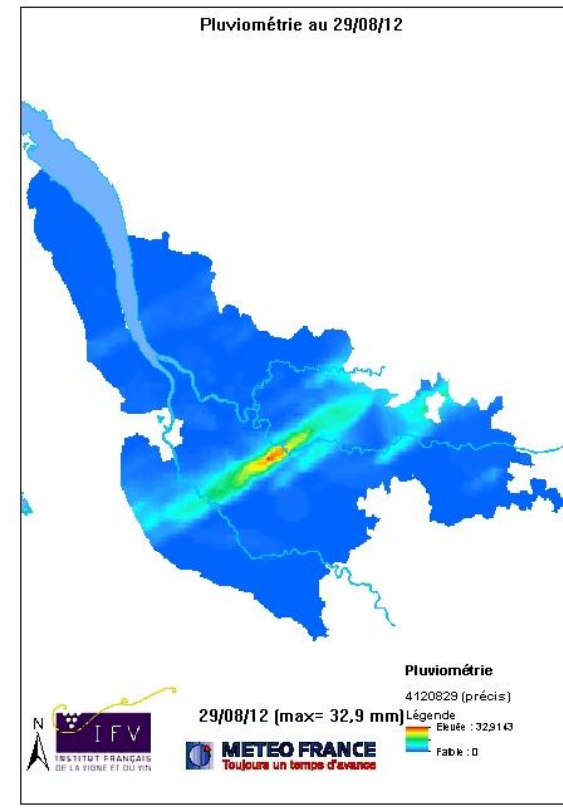 Pluviométrie au 29/08/12
Pluviométrie
4120829 (précis)
Légende
Elevée : 32,9143
Faible : 0
29/08/12 (max= 32,9 mm)
N
IFV
INSTITUT FRANÇAIS
DE LA VIGNE ET DU VIN
METEO FRANCE
Toujours un temps d'avance